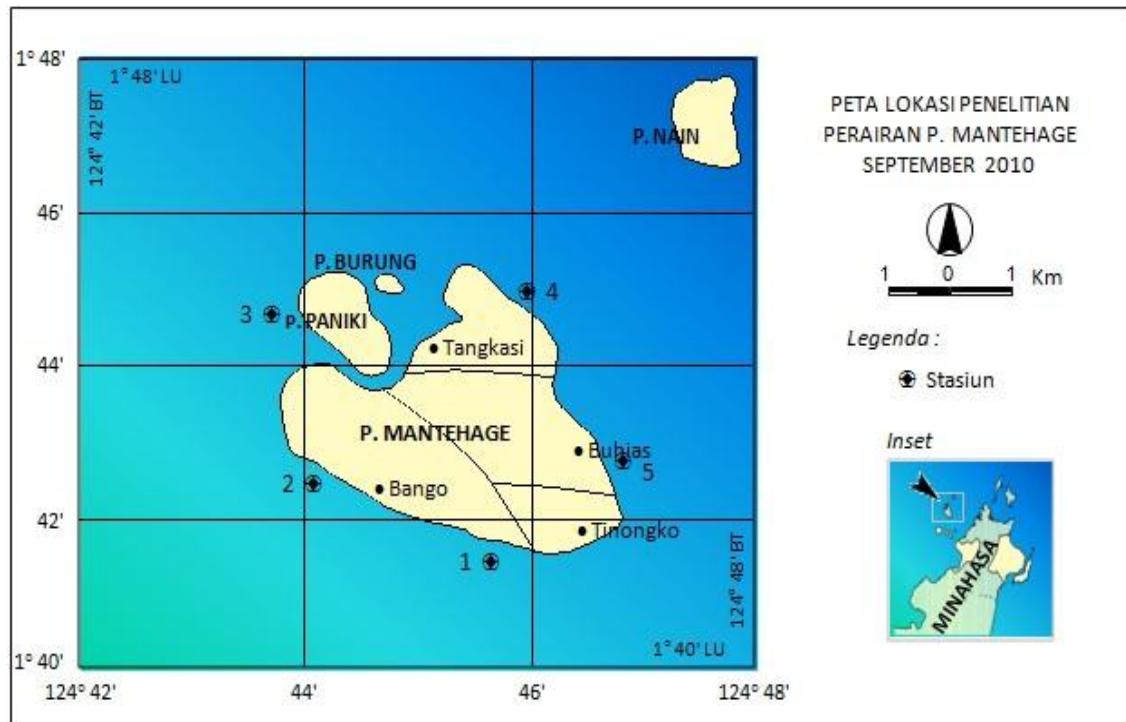 1° 48'
1° 48' LU
124° 42' BT
P. NAIN
46'
P. BURUNG
4
3
P. PANIKI
Tangkasi
44'
P. MANTEHAGE
Buhias
5
2
Bango
42'
Tinongko
1
124° 48' BT
1° 40' LU
1° 40'
124° 42'
44'
46'
124° 48'
PETA LOKASI PENELITIAN
PERAIRAN P. MANTEHAGE
SEPTEMBER 2010
1 0 1 Km
Legenda :
Stasiun
Inset
MINAHASA